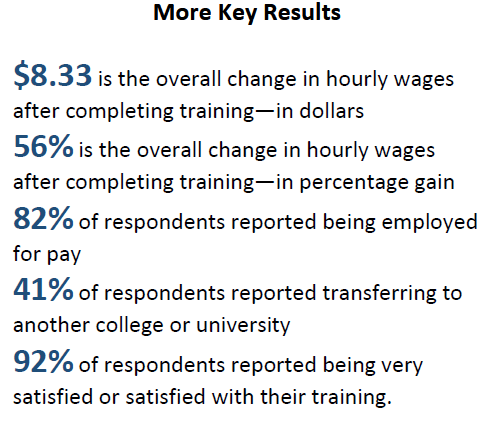 More Key Results
$8.33 is the overall change in hourly wages
after completing training—in dollars
56% is the overall change in hourly wages
after completing training—in percentage gain
82% of respondents reported being employed
for pay
41% of respondents reported transferring to
another college or university
92% of respondents reported being very
satisfied or satisfied with their training.